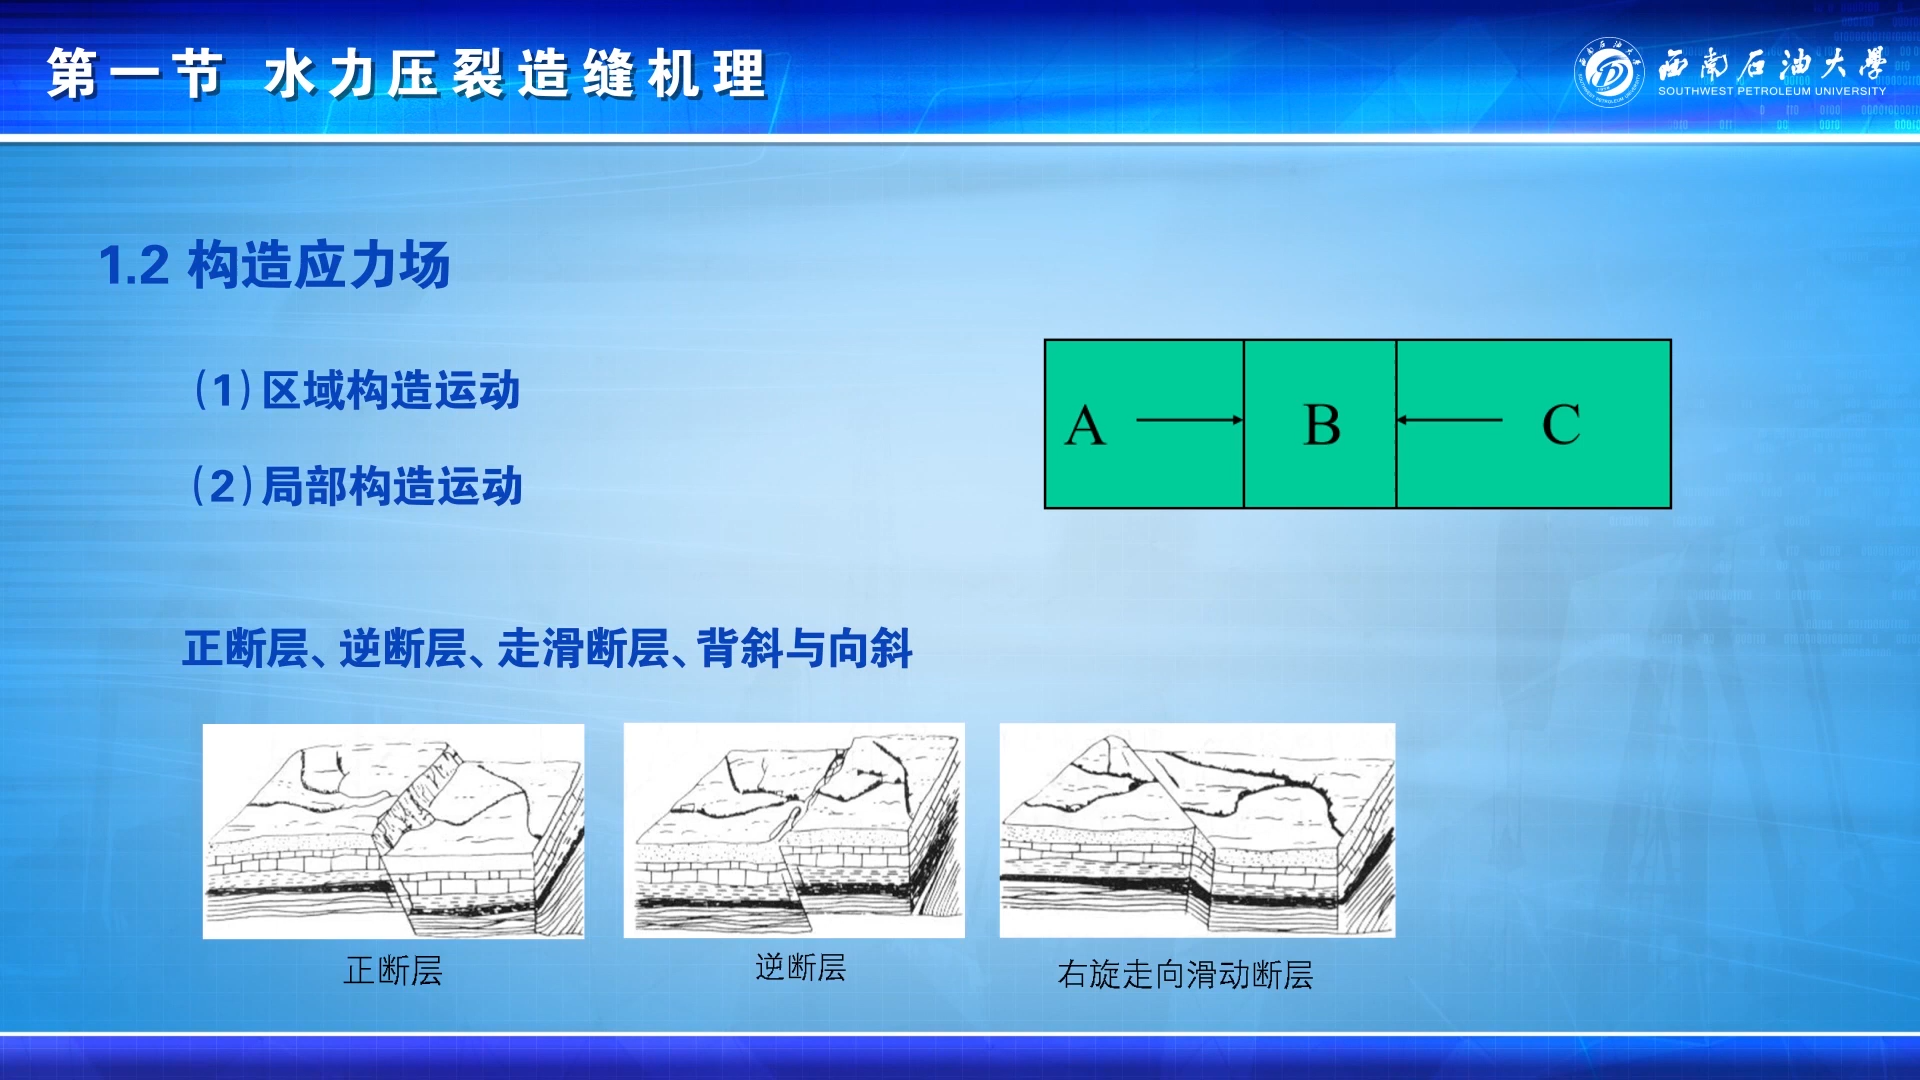 第一节 水力压裂造缝机理
西南石油大学
SOUTHWEST PETROLEUM UNIVERSITY
1.2 构造应力场
(1)区域构造运动
(2)局部构造运动
A B C
正断层、逆断层、走滑断层、背斜与向斜
正断层
逆断层
右旋走向滑动断层